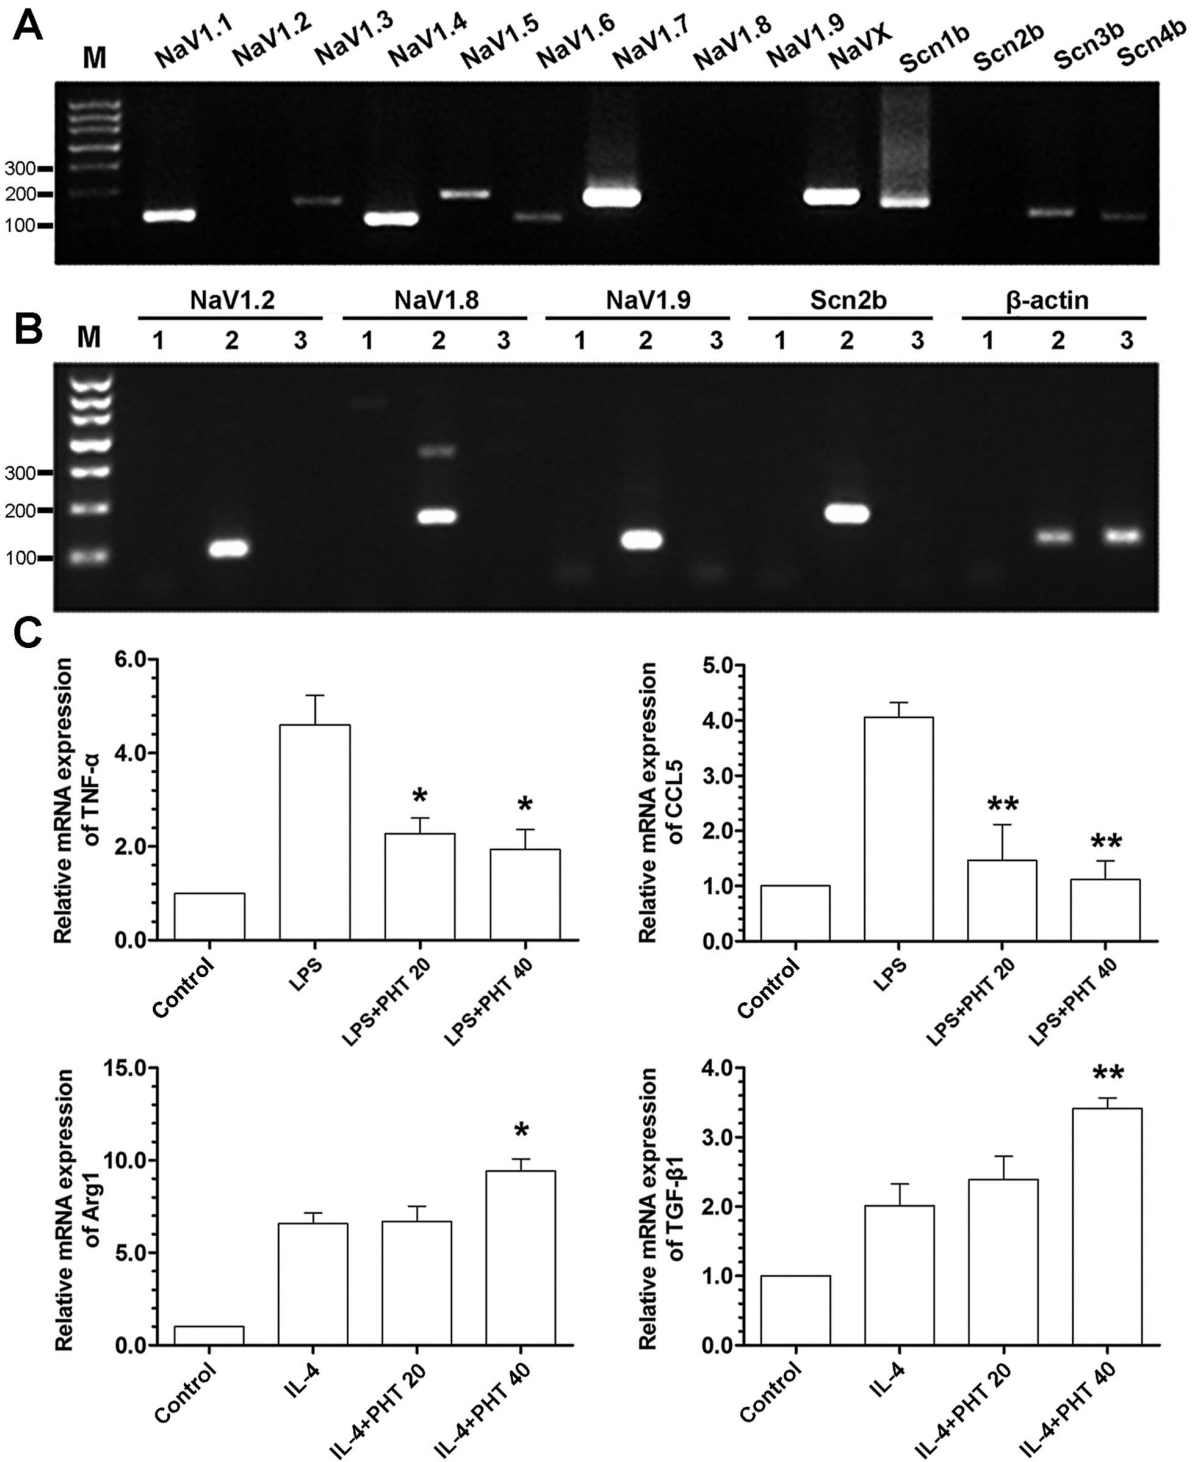 A
M NaV1.1 NaV1.2 NaV1.3 NaV1.4 NaV1.5 NaV1.6 NaV1.7 NaV1.8 NaV1.9 NaVX Scn1b Scn2b Scn3b Scn4b
300
200
100
B
NaV1.2 NaV1.8 NaV1.9 Scn2b β-actin
M 1 2 3 1 2 3 1 2 3 1 2 3 1 2 3
300
200
100
C
Relative mRNA expression
of TNF-α
6.0
4.0
2.0
0.0
* *
Control LPS LPS+PHT 20 LPS+PHT 40
Relative mRNA expression
of CCL5
5.0
4.0
3.0
2.0
1.0
0.0
** **
Control LPS LPS+PHT 20 LPS+PHT 40
Relative mRNA expression
of Arg1
15.0
10.0
5.0
0.0
*
Control IL-4 IL-4+PHT 20 IL-4+PHT 40
Relative mRNA expression
of TGF-β1
4.0
3.0
2.0
1.0
0.0
**
Control IL-4 IL-4+PHT 20 IL-4+PHT 40